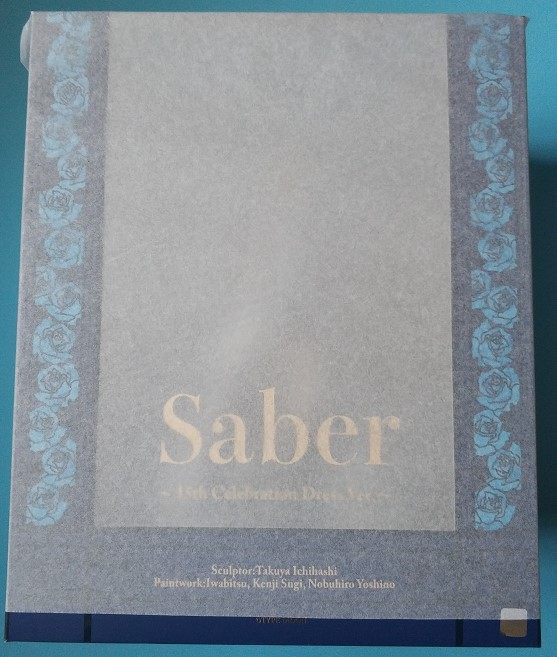 Saber
~ 15th Celebration Dress Ver. ~
Sculptor:Takuya Ichihashi
Paintwork:Iwabitsu, Kenji Sugi, Nobuhiro Yoshino